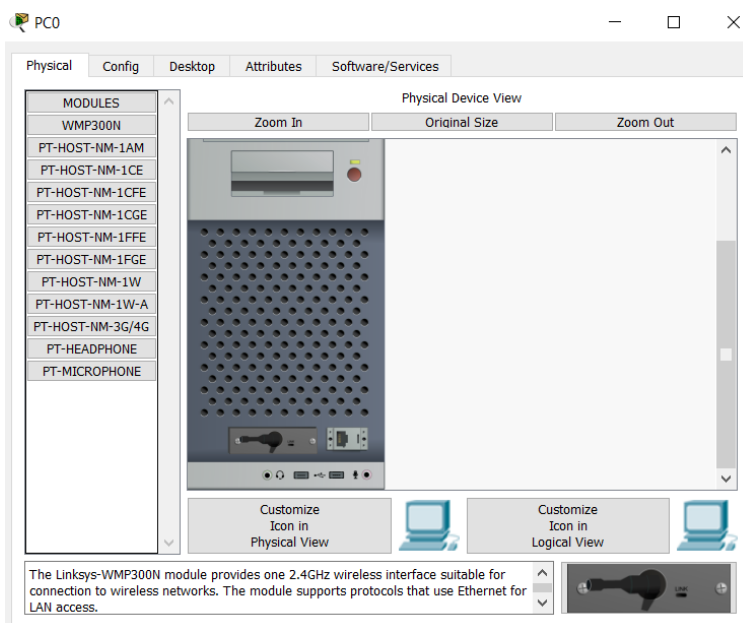 PC0
Physical Config Desktop Attributes Software/Services
MODULES
WMP300N
PT-HOST-NM-1AM
PT-HOST-NM-1CE
PT-HOST-NM-1CFE
PT-HOST-NM-1CGE
PT-HOST-NM-1FFE
PT-HOST-NM-1FGE
PT-HOST-NM-1W
PT-HOST-NM-1W-A
PT-HOST-NM-3G/4G
PT-HEADPHONE
PT-MICROPHONE
Physical Device View
Zoom In Original Size Zoom Out
Customize
Icon in
Physical View
Customize
Icon in
Logical View
The Linksys-WMP300N module provides one 2.4GHz wireless interface suitable for
connection to wireless networks. The module supports protocols that use Ethernet for
LAN access.
LINK